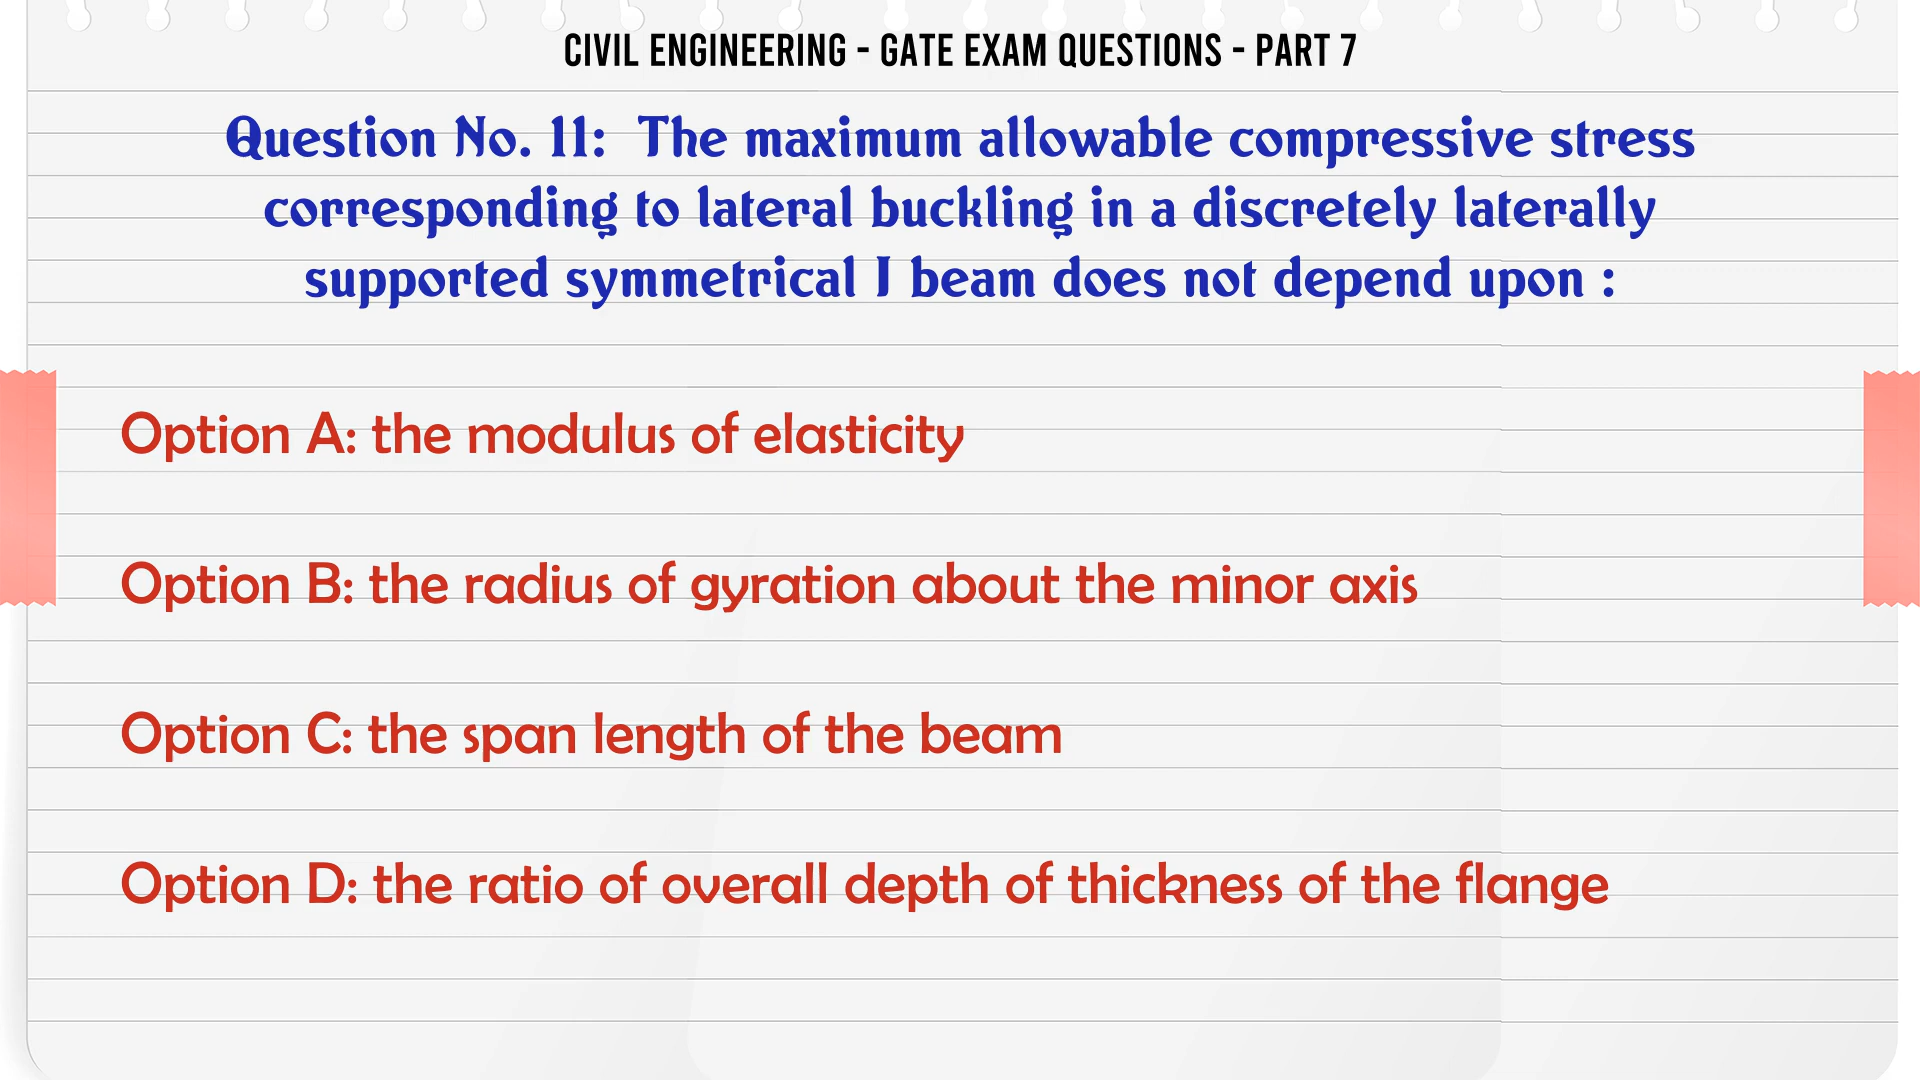 CIVIL ENGINEERING - GATE EXAM QUESTIONS - PART 7
Question No. 11: The maximum allowable compressive stress
corresponding to lateral buckling in a discretely laterally
supported symmetrical I beam does not depend upon :
Option A: the modulus of elasticity
Option B: the radius of gyration about the minor axis
Option C: the span length of the beam
Option D: the ratio of overall depth of thickness of the flange